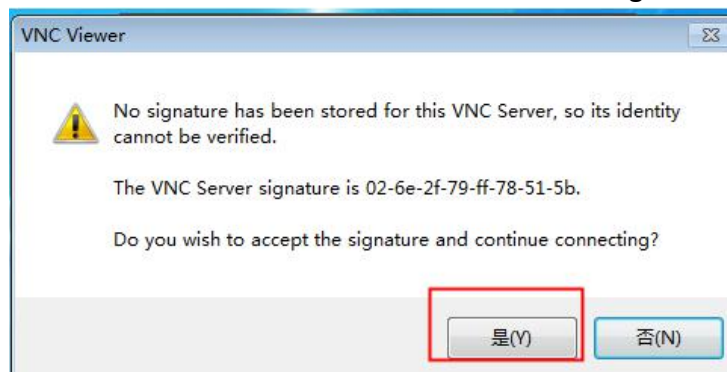 VNC Viewer
No signature has been stored for this VNC Server, so its identity
cannot be verified.
The VNC Server signature is 02-6e-2f-79-ff-78-51-5b.
Do you wish to accept the signature and continue connecting?
是(Y)
否(N)